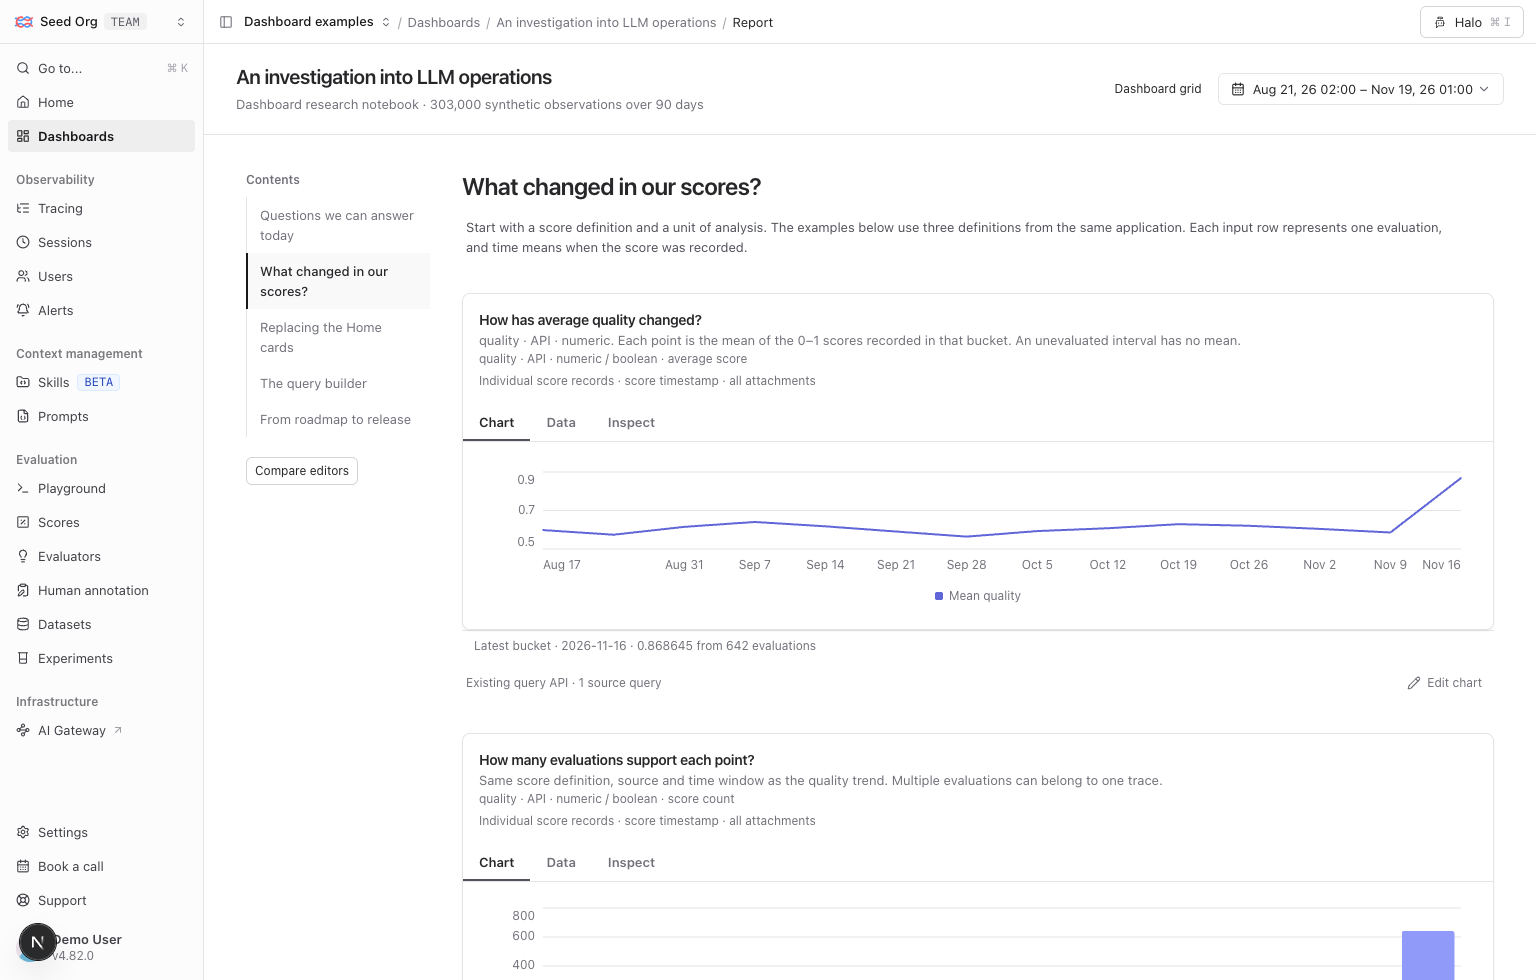 Seed Org TEAM
Go to... ⌘ K
Home
Dashboards
Observability
Tracing
Sessions
Users
Alerts
Context management
Skills BETA
Prompts
Evaluation
Playground
Scores
Evaluators
Human annotation
Datasets
Experiments
Infrastructure
AI Gateway
Settings
Book a call
Support
N
Demo User
v4.82.0
Dashboard examples / Dashboards / An investigation into LLM operations / Report
Halo ⌘ I
An investigation into LLM operations
Dashboard research notebook · 303,000 synthetic observations over 90 days
Dashboard grid
Aug 21, 26 02:00 – Nov 19, 26 01:00
Contents
Questions we can answer
today
What changed in our
scores?
Replacing the Home
cards
The query builder
From roadmap to release
Compare editors
What changed in our scores?
Start with a score definition and a unit of analysis. The examples below use three definitions from the same application. Each input row represents one evaluation,
and time means when the score was recorded.
How has average quality changed?
quality · API · numeric. Each point is the mean of the 0–1 scores recorded in that bucket. An unevaluated interval has no mean.
quality · API · numeric / boolean · average score
Individual score records · score timestamp · all attachments
Chart Data Inspect
0.9
0.7
0.5
Aug 17 Aug 31 Sep 7 Sep 14 Sep 21 Sep 28 Oct 5 Oct 12 Oct 19 Oct 26 Nov 2 Nov 9 Nov 16
Mean quality
Latest bucket · 2026-11-16 · 0.868645 from 642 evaluations
Existing query API · 1 source query
Edit chart
How many evaluations support each point?
Same score definition, source and time window as the quality trend. Multiple evaluations can belong to one trace.
quality · API · numeric / boolean · score count
Individual score records · score timestamp · all attachments
Chart Data Inspect
800
600
400